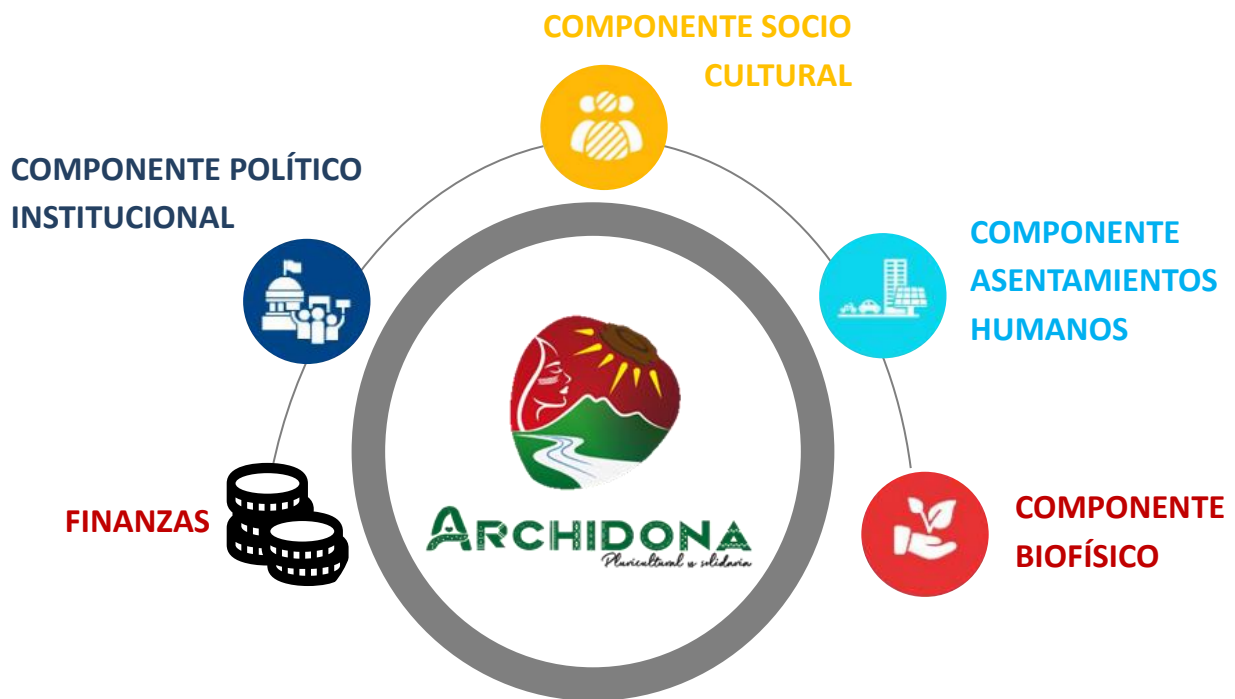 COMPONENTE SOCIO
CULTURAL
COMPONENTE POLÍTICO
INSTITUCIONAL
COMPONENTE
ASENTAMIENTOS
HUMANOS
FINANZAS
COMPONENTE
BIOFÍSICO
ARCHIDONA
Pluricultural y solidaria